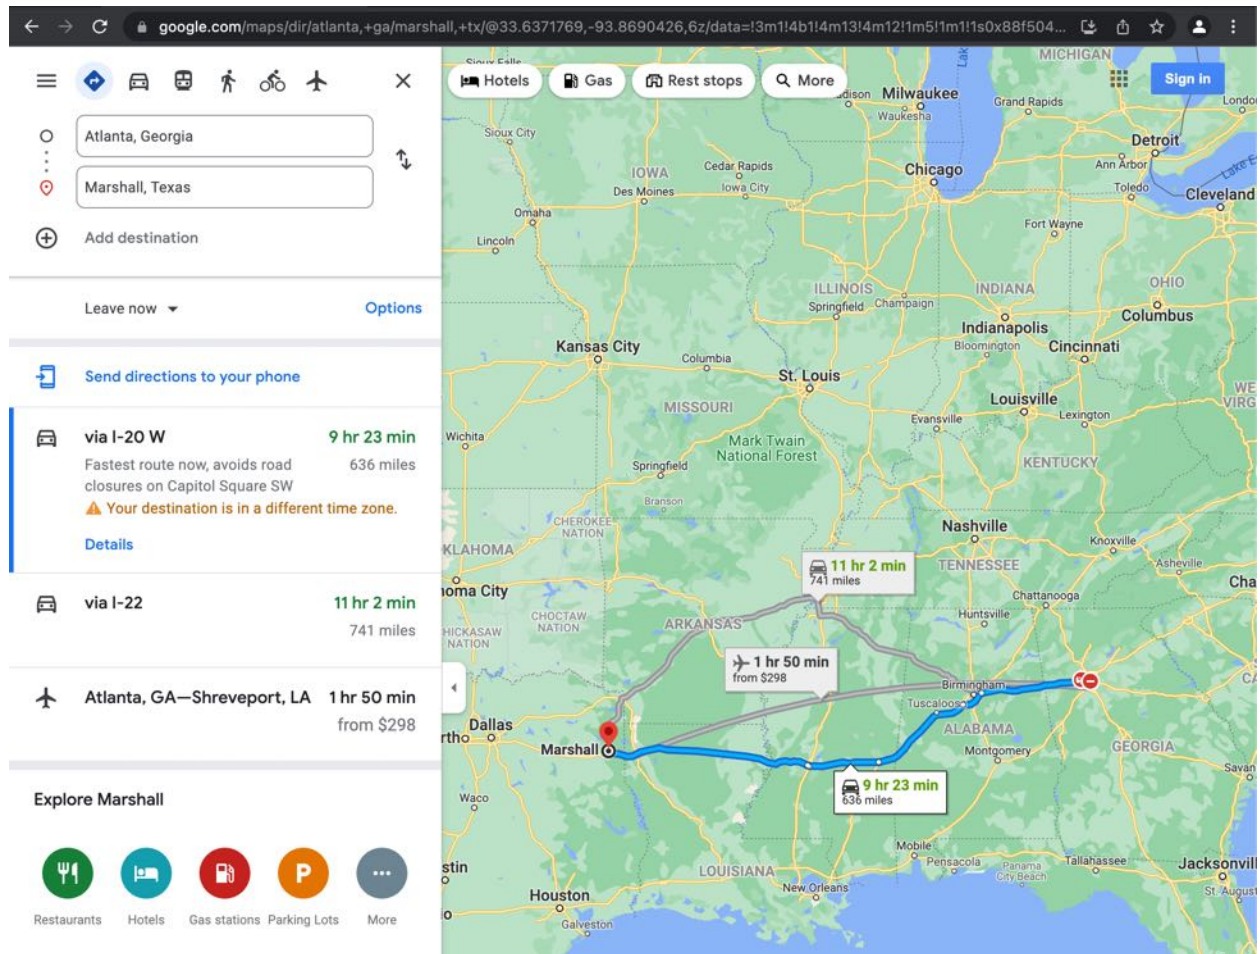 google.com/maps/dir/atlanta,+ga/marshall,+tx/@33.6371769,-93.8690426,6z/data=!3m1!4b1!4m13!4m12!1m5!1m1!1s0x88f504...
Atlanta, Georgia
Marshall, Texas
Add destination
Leave now
Options
Send directions to your phone
via I-20 W
9 hr 23 min
Fastest route now, avoids road
636 miles
closures on Capitol Square SW
Your destination is in a different time zone.
Details
via I-22
11 hr 2 min
741 miles
Atlanta, GA—Shreveport, LA
1 hr 50 min
from $298
Explore Marshall
Restaurants
Hotels
Gas stations
Parking Lots
More
Hotels
Gas
Rest stops
More
Sign in
Sioux Falls
MICHIGAN
Milwaukee
Waukesha
Grand Rapids
Sioux City
Detroit
Ann Arbor
Cedar Rapids
Chicago
IOWA
Iowa City
Des Moines
Toledo
Cleveland
Omaha
Fort Wayne
Lincoln
ILLINOIS
INDIANA
OHIO
Springfield
Champaign
Columbus
Indianapolis
Bloomington
Cincinnati
Kansas City
Columbia
St. Louis
Louisville
MISSOURI
Evansville
Lexington
Wichita
Mark Twain
National Forest
Springfield
KENTUCKY
Branson
CHEROKEE
NATION
Nashville
Knoxville
KLAHOMA
11 hr 2 min
741 miles
TENNESSEE
Asheville
oma City
Chattanooga
CHOCTAW
NATION
ARKANSAS
Huntsville
HICKASAW
NATION
1 hr 50 min
from $298
Birmingham
Tuscaloosa
Dallas
ALABAMA
Marshall
Montgomery
GEORGIA
9 hr 23 min
636 miles
Waco
Mobile
Pensacola
Panama
City Beach
Tallahassee
Jacksonvill
LOUISIANA
New Orleans
St. August
Houston
Galveston